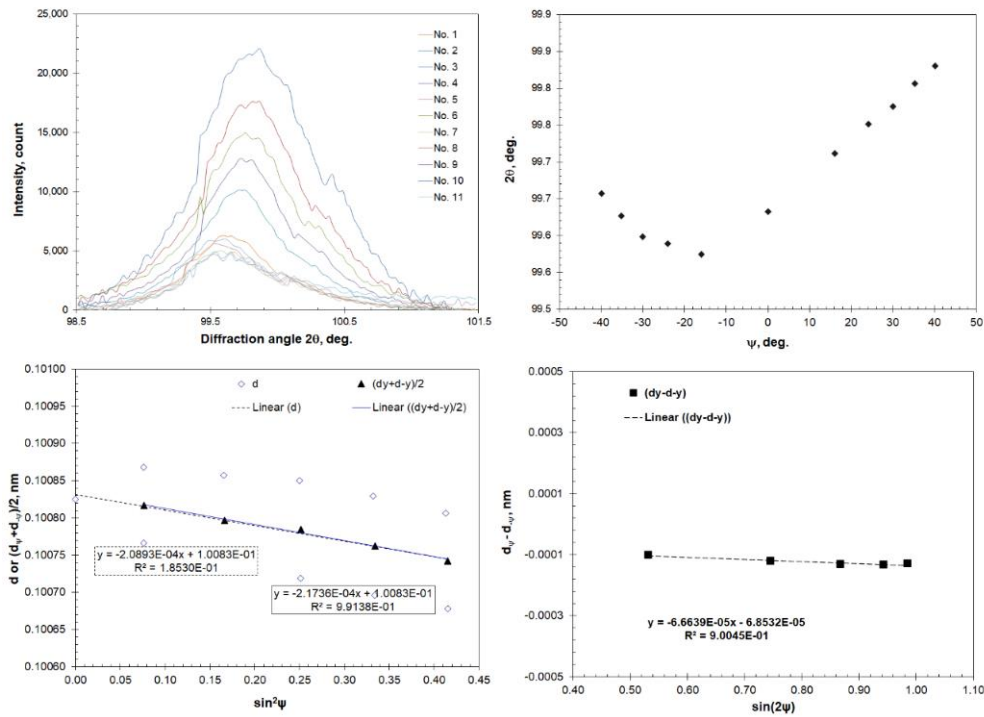 25,000
20,000
15,000
10,000
5,000
0
98.5 99.5 100.5 101.5
Intensity, count
Diffraction angle 2θ, deg.
No. 1
No. 2
No. 3
No. 4
No. 5
No. 6
No. 7
No. 8
No. 9
No. 10
No. 11
99.9
99.9
99.8
99.8
99.7
99.7
99.6
99.6
99.5
-50 -40 -30 -20 -10 0 10 20 30 40 50
2θ, deg.
ψ, deg.
0.10100
0.10095
0.10090
0.10085
0.10080
0.10075
0.10070
0.10065
0.10060
0.00 0.05 0.10 0.15 0.20 0.25 0.30 0.35 0.40 0.45
d or (dψ+d-ψ)/2, nm
sin²ψ
d (dy+d-y)/2
Linear (d) Linear ((dy+d-y)/2)
y = -2.0893E-04x + 1.0083E-01
R² = 1.8530E-01
y = -2.1736E-04x + 1.0083E-01
R² = 9.9138E-01
0.0005
0.0003
0.0001
-0.0001
-0.0003
-0.0005
0.40 0.50 0.60 0.70 0.80 0.90 1.00 1.10
dψ- d-ψ, nm
sin(2ψ)
(dy-d-y)
Linear ((dy-d-y))
y = -6.6639E-05x - 6.8532E-05
R² = 9.0045E-01